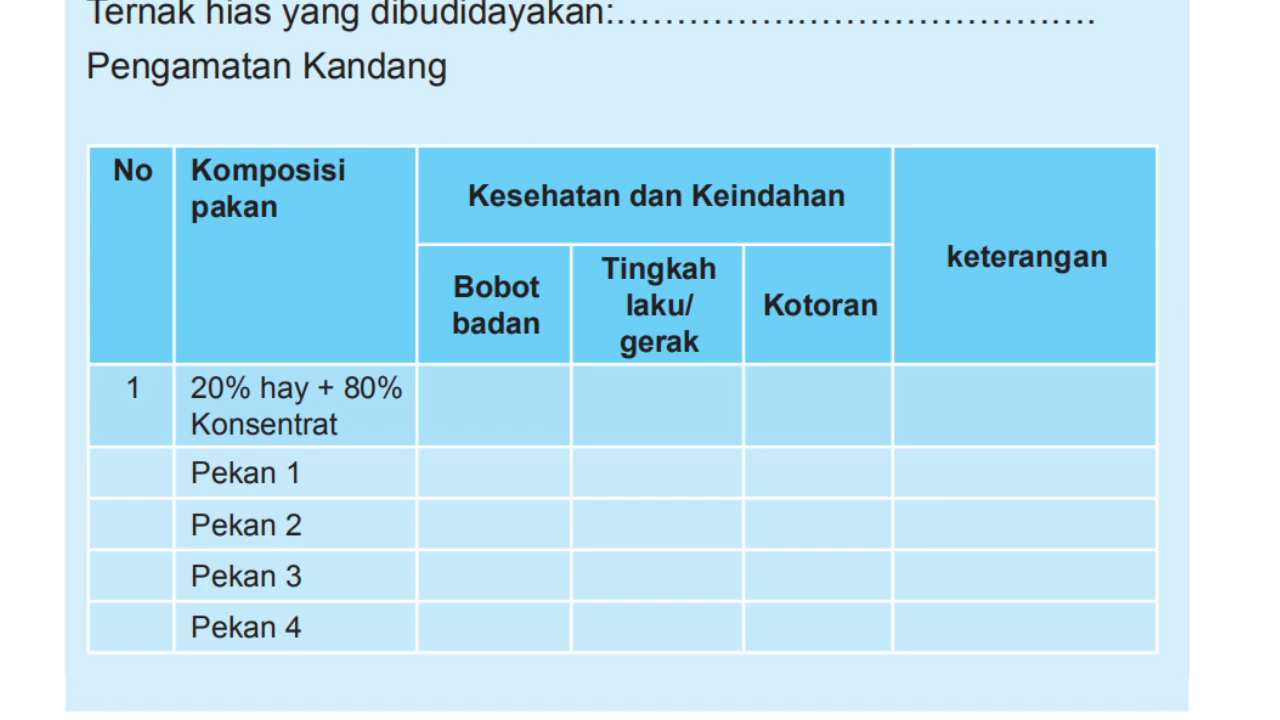 Ternak hias yang dibudidayakan:......................................
Pengamatan Kandang
No
Komposisi
pakan
Kesehatan dan Keindahan
keterangan
Bobot
badan
Tingkah
laku/
gerak
Kotoran
1
20% hay + 80%
Konsentrat
Pekan 1
Pekan 2
Pekan 3
Pekan 4